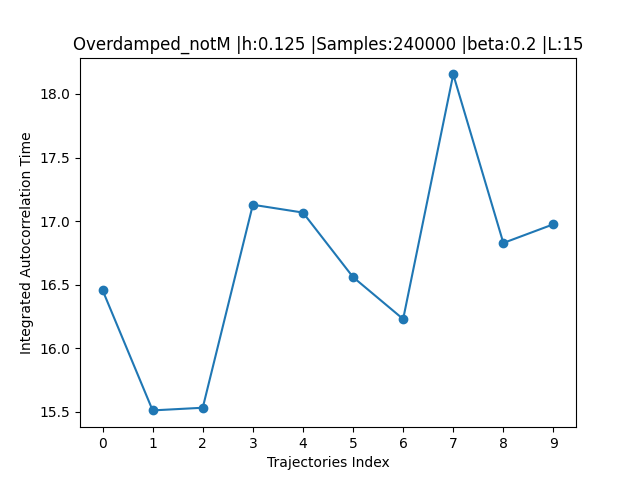 Overdamped_notM |h:0.125 |Samples:240000 |beta:0.2 |L:15
Integrated Autocorrelation Time
18.0
17.5
17.0
16.5
16.0
15.5
0 1 2 3 4 5 6 7 8 9
Trajectories Index